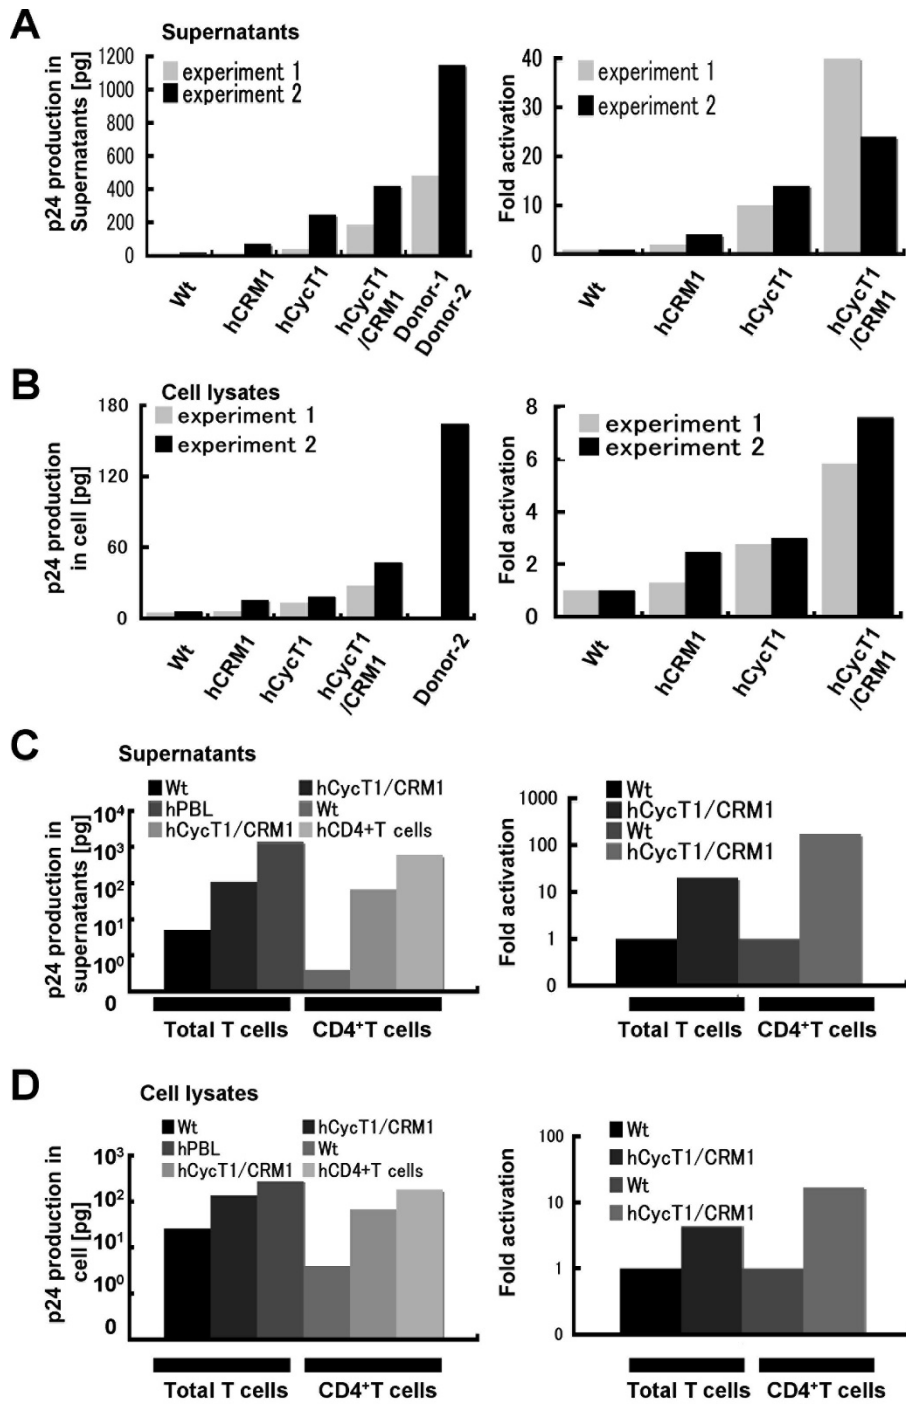 A
Supernatants
p24 production in
Supernatants [pg]
1200
1000
800
600
400
200
0
experiment 1
experiment 2
Wt
hCRM1
hCycT1
hCycT1
/CRM1
Donor-1
Donor-2
Fold activation
40
30
20
10
0
experiment 1
experiment 2
Wt
hCRM1
hCycT1
hCycT1
/CRM1
B
Cell lysates
p24 production
in cell [pg]
180
120
60
0
experiment 1
experiment 2
Wt
hCRM1
hCycT1
hCycT1
/CRM1
Donor-2
Fold activation
8
6
4
2
0
experiment 1
experiment 2
Wt
hCRM1
hCycT1
hCycT1
/CRM1
C
Supernatants
Wt
hCycT1/CRM1
hPBL
Wt
hCycT1/CRM1
hCD4+T cells
p24 production in
supernatants [pg]
10⁴
10³
10²
10¹
10⁰
0
Total T cells
CD4⁺T cells
Fold activation
1000
100
10
1
0
Wt
hCycT1/CRM1
Wt
hCycT1/CRM1
Total T cells
CD4⁺T cells
D
Cell lysates
Wt
hCycT1/CRM1
hPBL
Wt
hCycT1/CRM1
hCD4+T cells
p24 production in
cell [pg]
10³
10²
10¹
10⁰
0
Total T cells
CD4⁺T cells
Fold activation
100
10
1
0
Wt
hCycT1/CRM1
Wt
hCycT1/CRM1
Total T cells
CD4⁺T cells